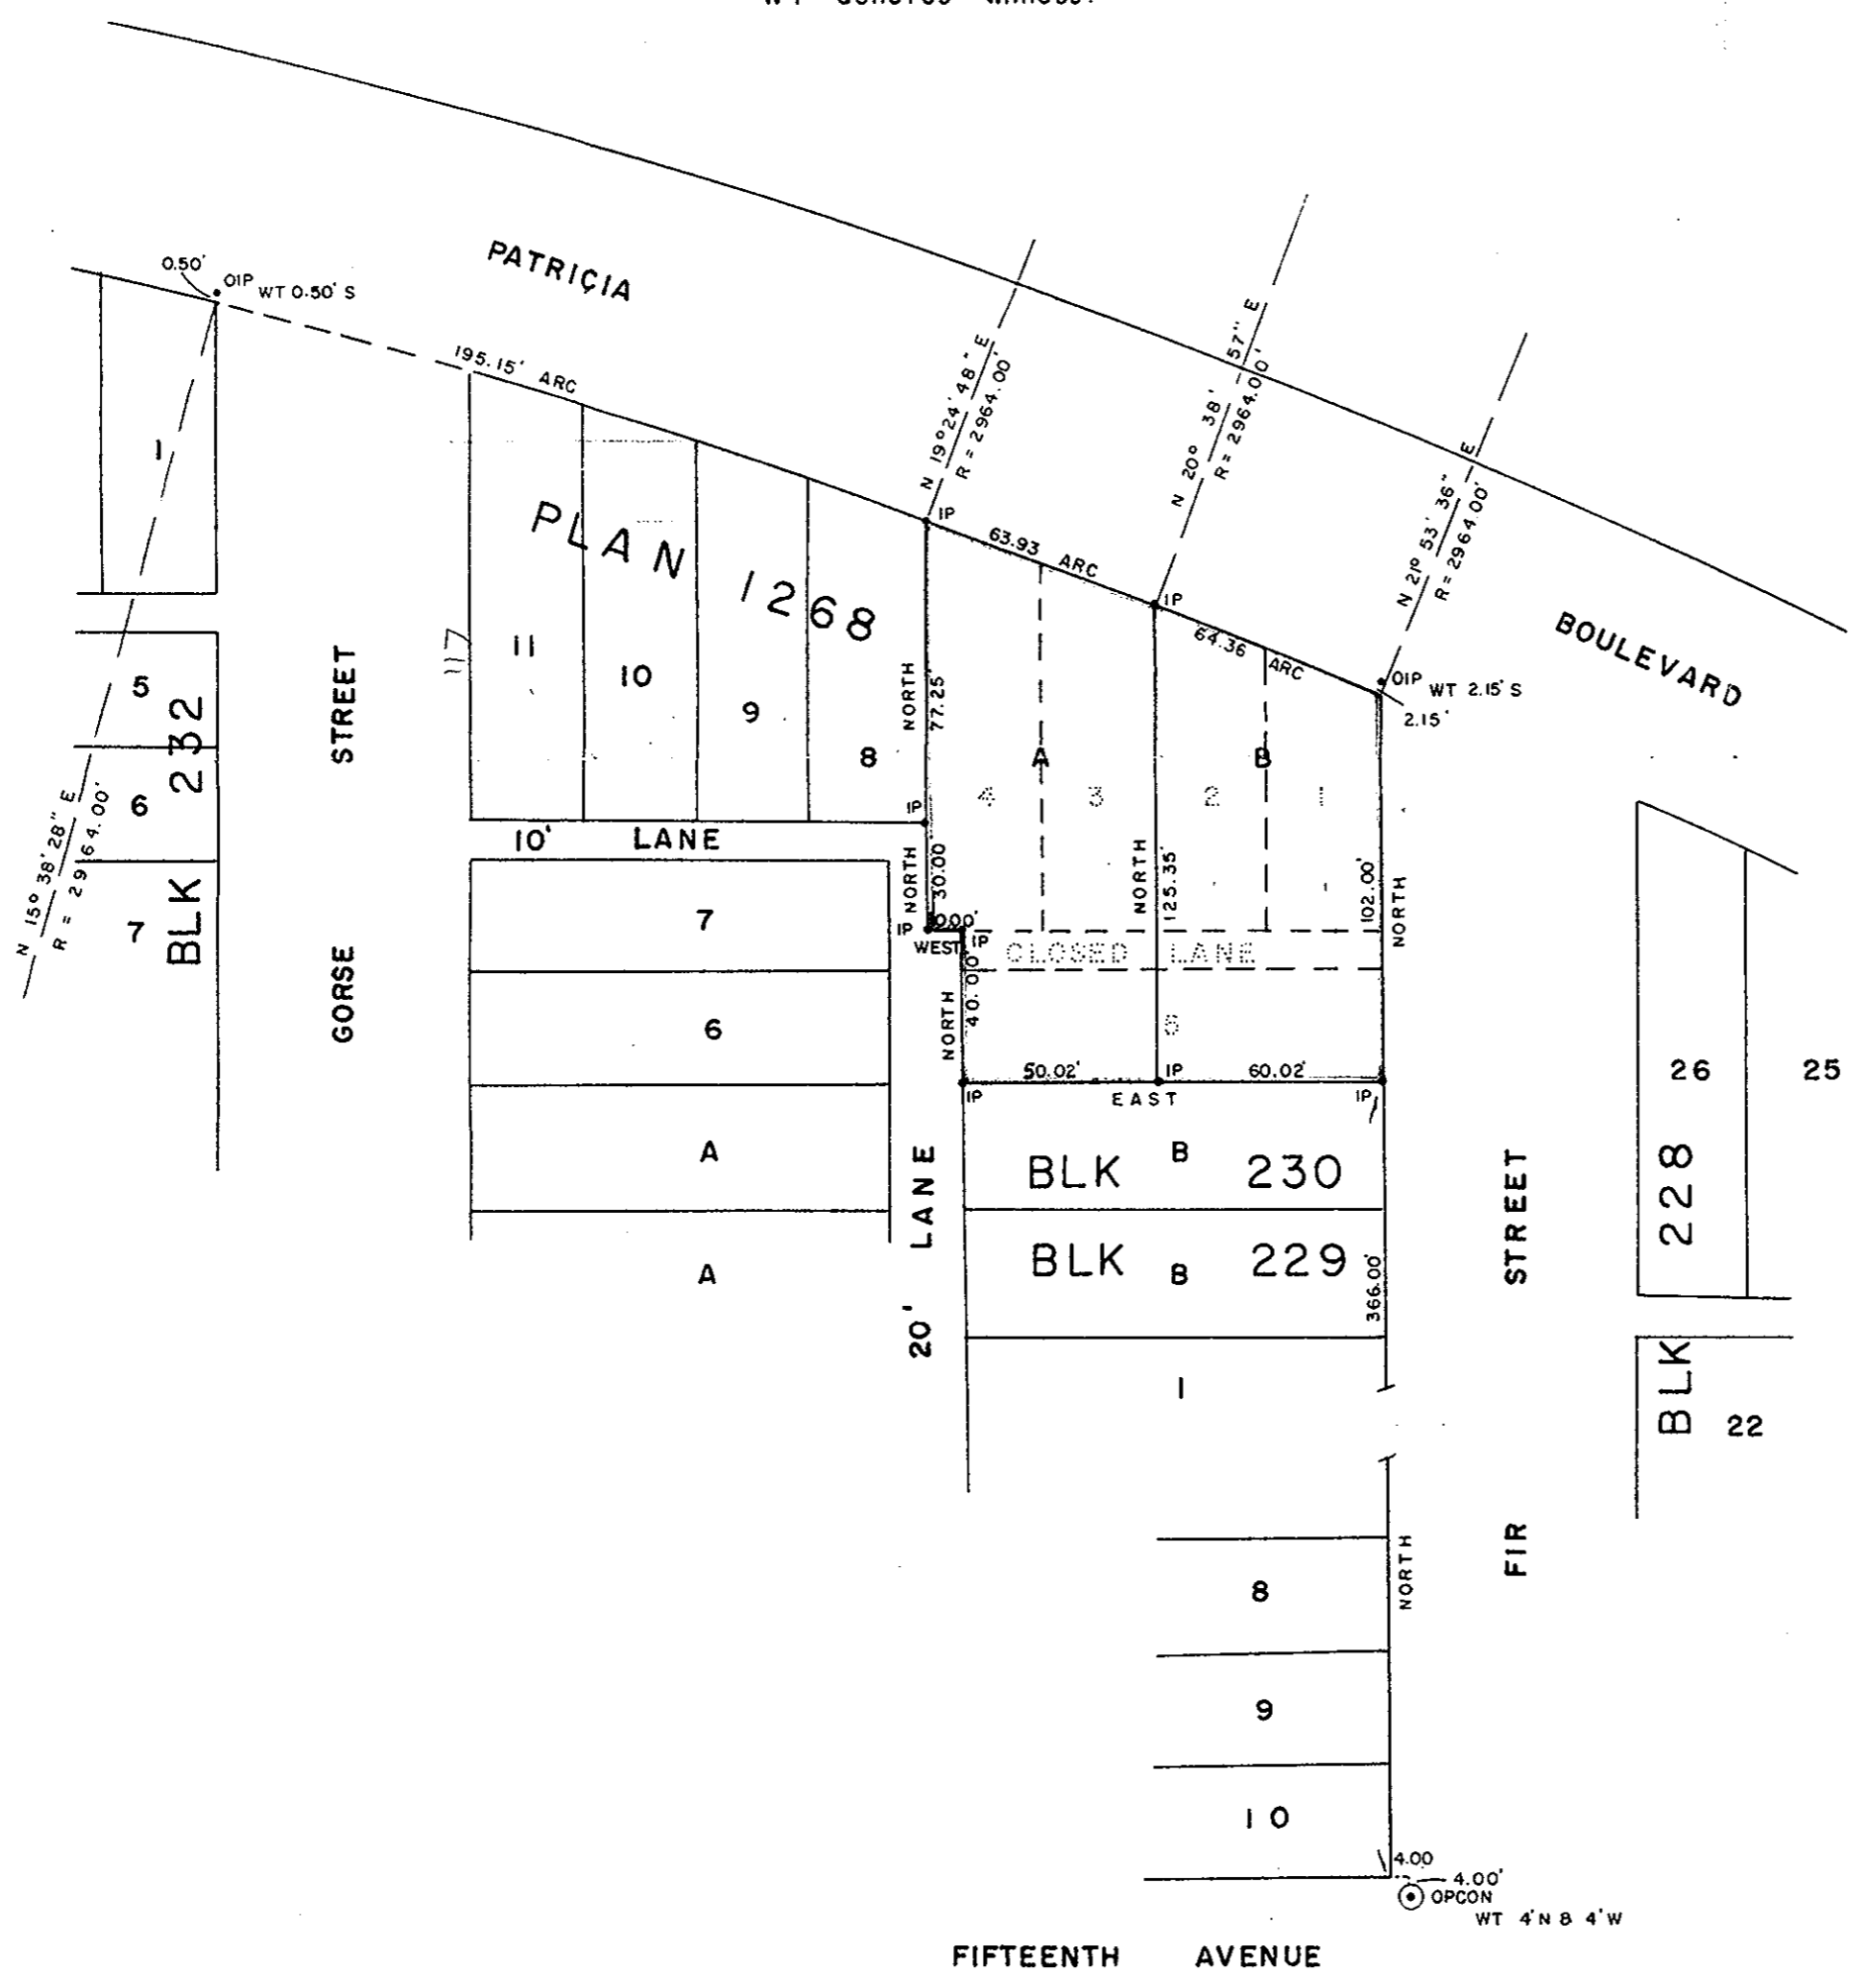 PATRICIA
BOULEVARD
0.50'
OIP WT 0.50' S
195.15' ARC
N 19° 24' 48" E
R = 2964.00'
N 20° 38' 57" E
R = 2964.00'
N 21° 53' 36" E
R = 2964.00'
1
PLAN 1268
IP
63.93 ARC
IP
64.36 ARC
OIP WT 2.15' S
2.15'
117
11
10
9
8
NORTH
77.25'
A
B
4
3
2
1
5
6
7
BLK 232
N 15° 38' 28" E
R = 2964.00'
GORSE STREET
10' LANE
IP
NORTH
30.00
IP
WEST
IP
NORTH
40.00'
CLOSED LANE
NORTH
125.35'
102.00'
NORTH
5
7
6
A
A
50.02'
IP
60.02'
IP
EAST
IP
BLK B 230
BLK B 229
366.00'
1
20' LANE
26
25
BLK 228
22
FIR STREET
NORTH
8
9
10
4.00
4.00'
OPCON
WT 4'N & 4'W
FIFTEENTH AVENUE